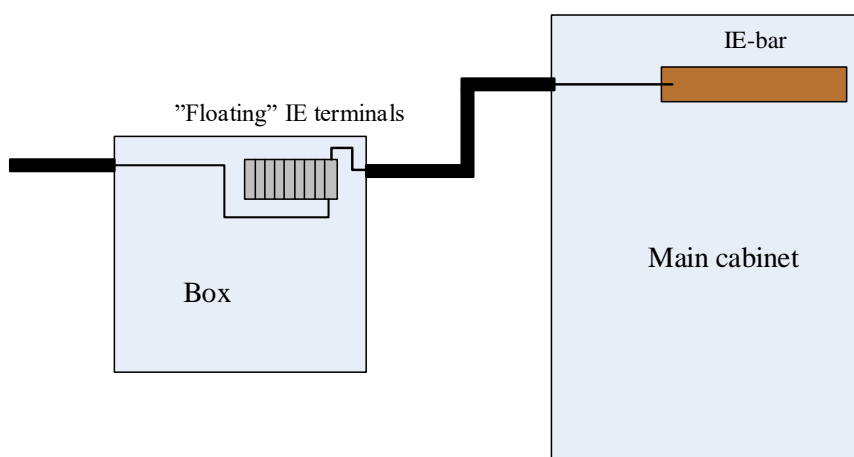 IE-bar
”Floating” IE terminals
Main cabinet
Box